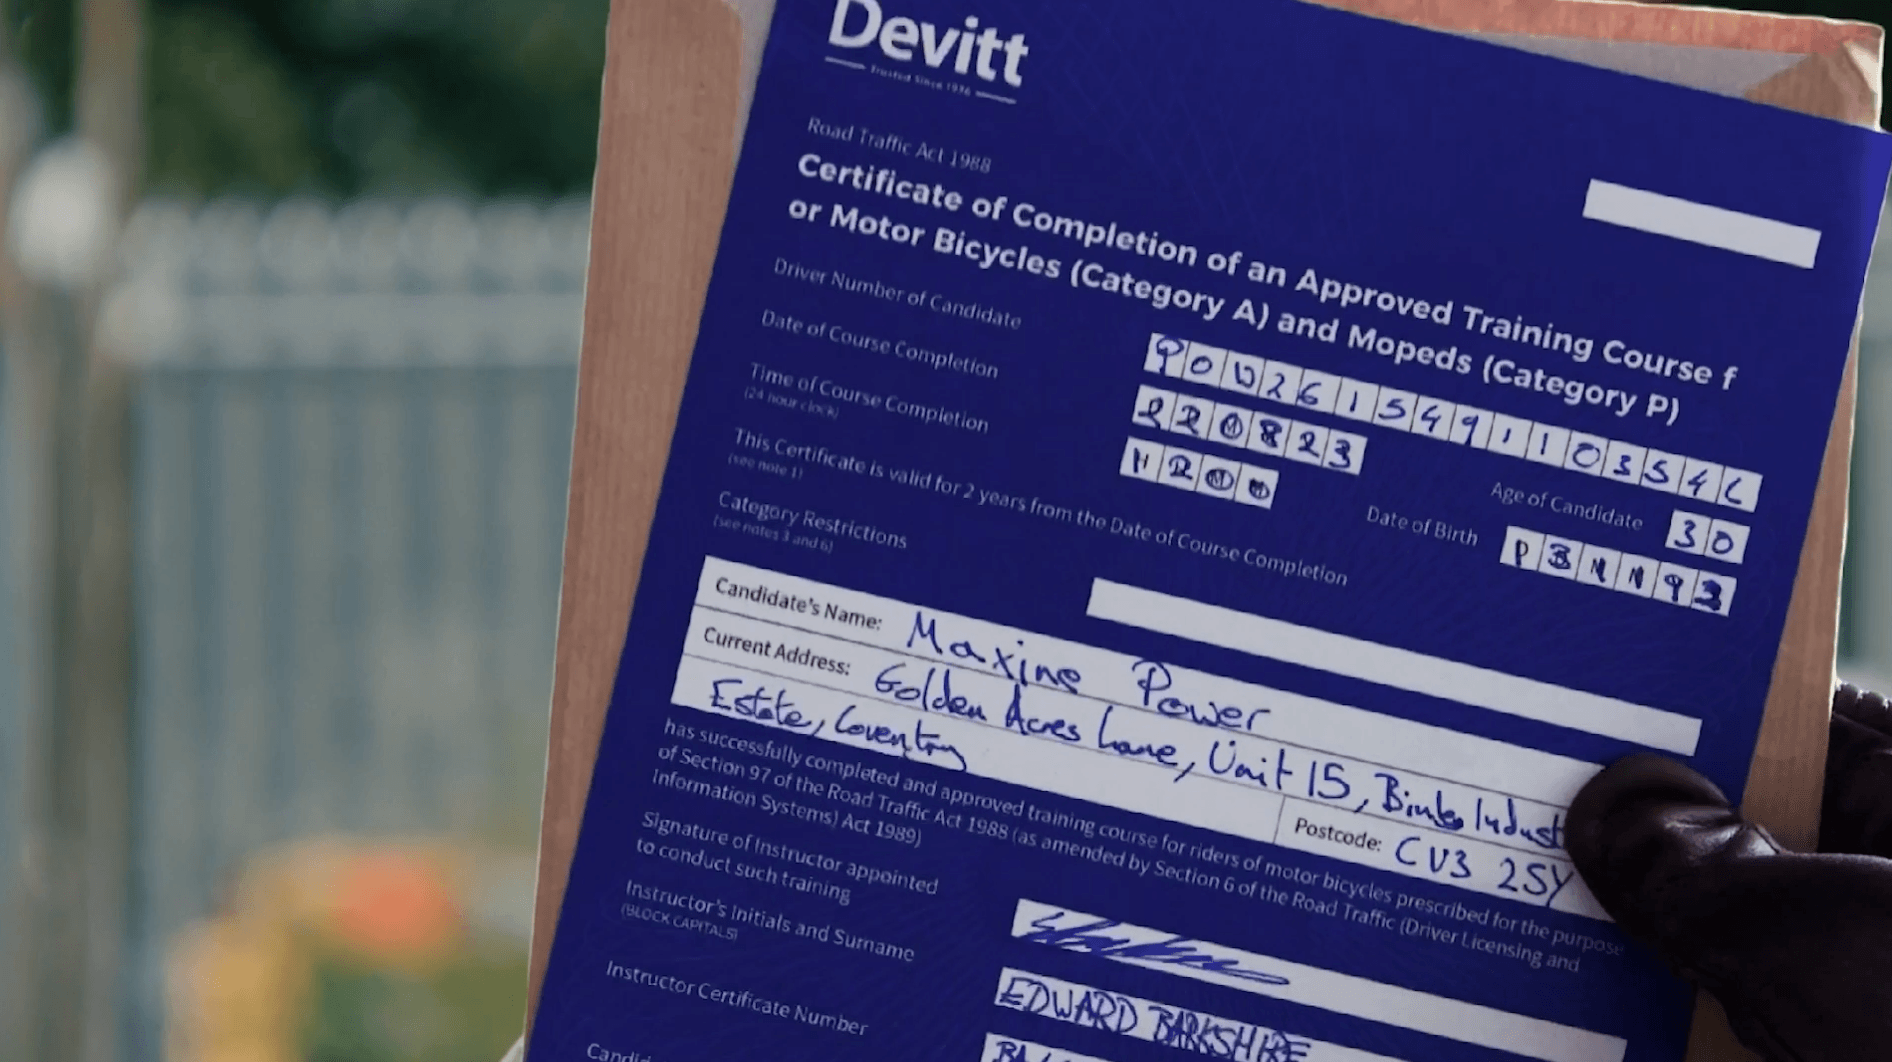 Devitt
Trusted Since 1936
Road Traffic Act 1988
Certificate of Completion of an Approved Training Course f
or Motor Bicycles (Category A) and Mopeds (Category P)
Driver Number of Candidate POW261549110354C
Date of Course Completion 220823
Time of Course Completion
(24 hour clock)
Age of Candidate 30
This Certificate is valid for 2 years from the Date of Course Completion
(see note 1)
Date of Birth
Category Restrictions
(see notes 3 and 6)
Candidate's Name: Maxine Power
Current Address: Golden Acres Lane, Unit 15, Indust
Estate, Coventry
Postcode: CV3 2SY
has successfully completed and approved training course for riders of motor bicycles prescribed for the purpose
of Section 97 of the Road Traffic Act 1988 (as amended by Section 6 of the Road Traffic (Driver Licensing and
Information Systems) Act 1989)
Signature of Instructor appointed
to conduct such training
Instructor's Initials and Surname EDWARD BARKSHIRE
(BLOCK CAPITALS)
Instructor Certificate Number